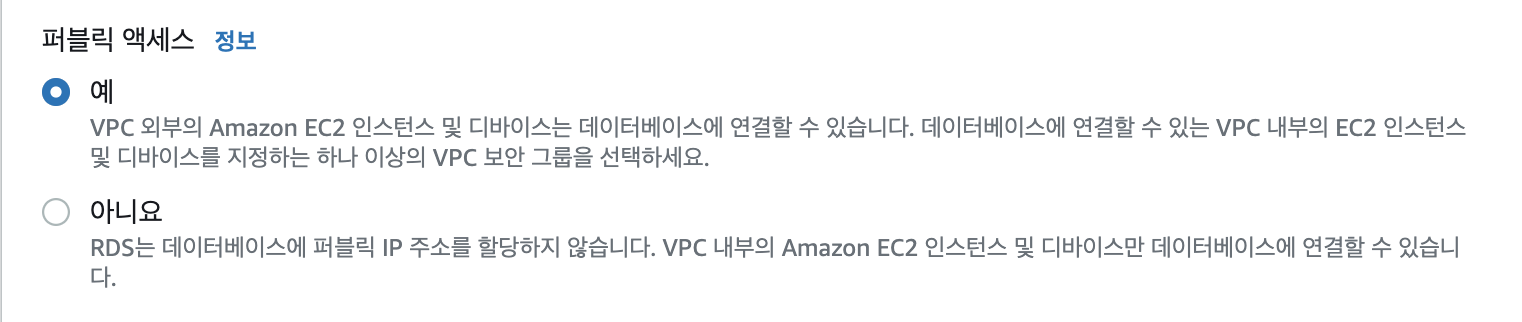 퍼블릭 액세스 정보
예
VPC 외부의 Amazon EC2 인스턴스 및 디바이스는 데이터베이스에 연결할 수 있습니다. 데이터베이스에 연결할 수 있는 VPC 내부의 EC2 인스턴스
및 디바이스를 지정하는 하나 이상의 VPC 보안 그룹을 선택하세요.
아니요
RDS는 데이터베이스에 퍼블릭 IP 주소를 할당하지 않습니다. VPC 내부의 Amazon EC2 인스턴스 및 디바이스만 데이터베이스에 연결할 수 있습니
다.